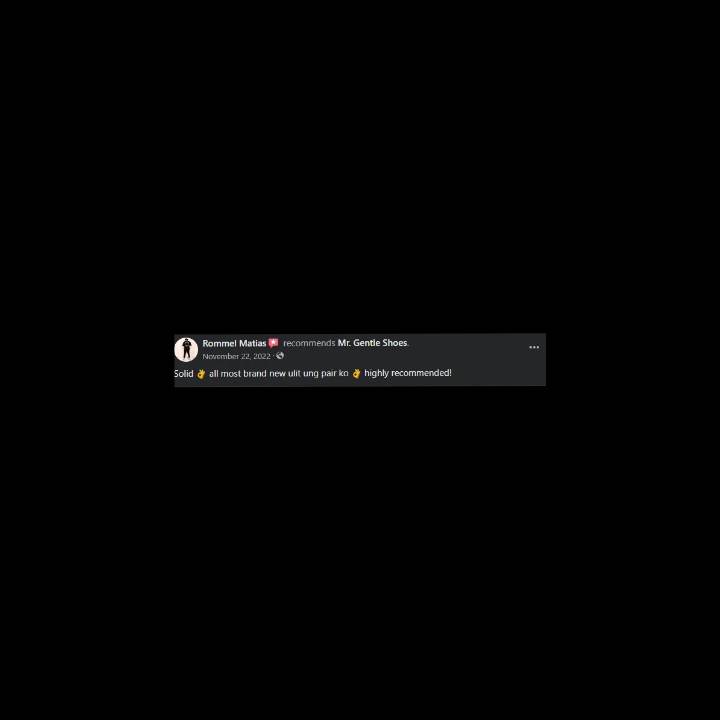 Rommel Matias recommends Mr. Gentle Shoes.
November 22, 2022 ·
Solid 👌 all most brand new ulit ung pair ko 👌 highly recommended!